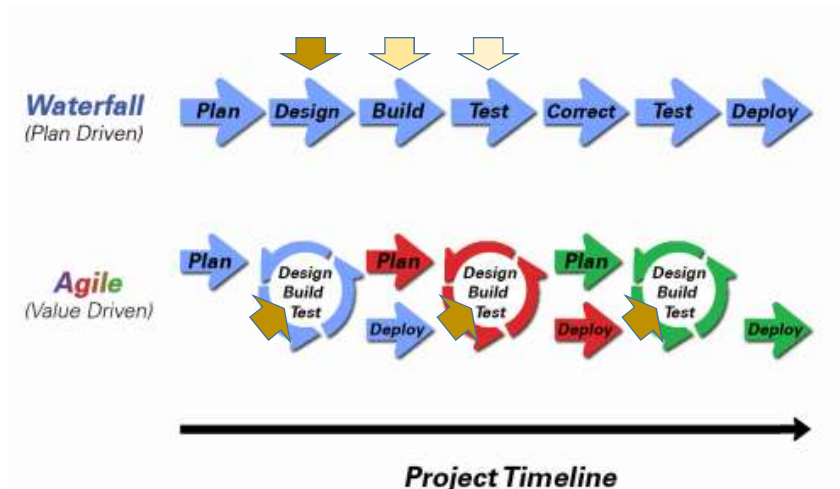 Waterfall
(Plan Driven)
Plan Design Build Test Correct Test Deploy
Agile
(Value Driven)
Plan
Design
Build
Test
Plan
Deploy
Design
Build
Test
Plan
Deploy
Design
Build
Test
Deploy
Project Timeline